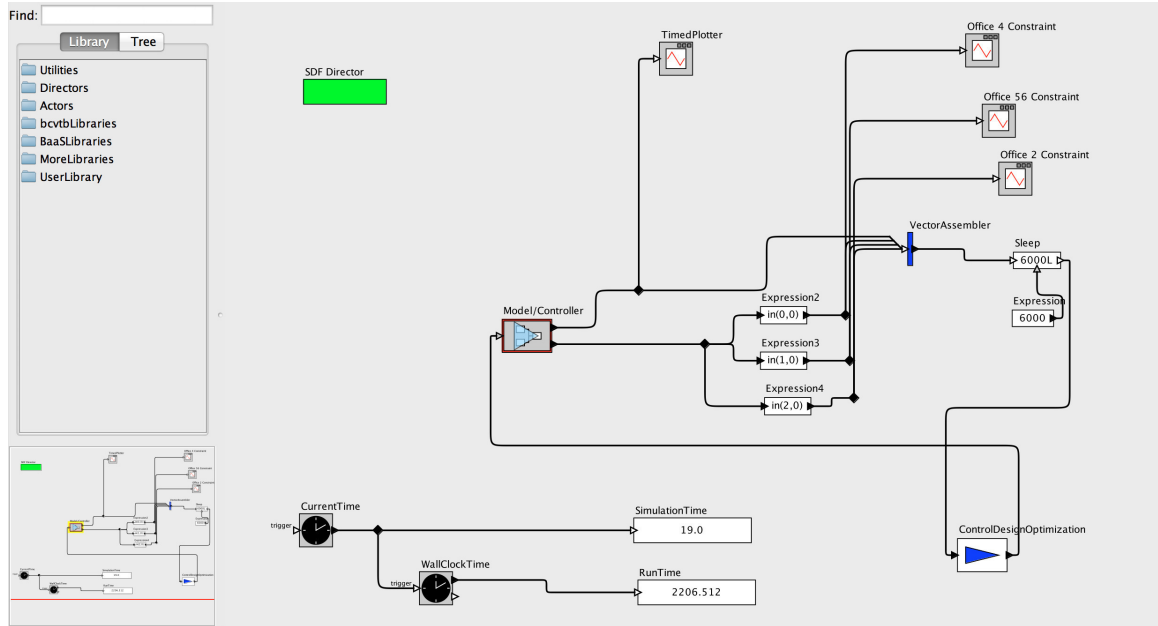 Find:
Library Tree
Utilities
Directors
Actors
bcvtbLibraries
BaaSLibraries
MoreLibraries
UserLibrary
SDF Director
TimedPlotter
Office 4 Constraint
Office 56 Constraint
Office 2 Constraint
VectorAssembler
Sleep
6000L
Expression
6000
Model/Controller
Expression2
in(0,0)
Expression3
in(1,0)
Expression4
in(2,0)
CurrentTime
trigger
SimulationTime
19.0
ControlDesignOptimization
WallClockTime
trigger
RunTime
2206.512